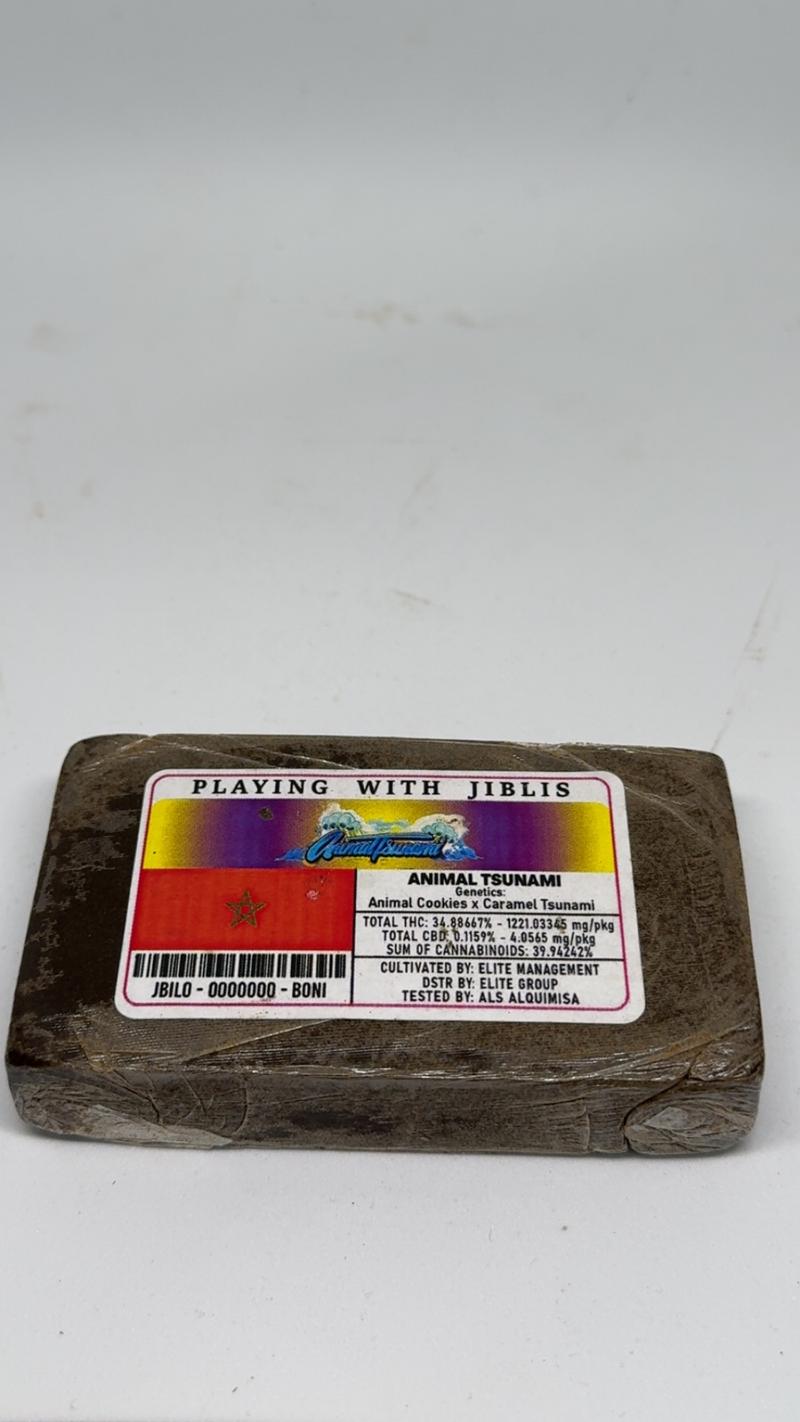 PLAYING WITH JIBLIS
Animal Tsunami
ANIMAL TSUNAMI
Genetics:
Animal Cookies x Caramel Tsunami
TOTAL THC: 34.88667% - 1221.03345 mg/pkg
TOTAL CBD: 0.1159% - 4.0565 mg/pkg
SUM OF CANNABINOIDS: 39.94242%
JBILO - 0000000 - BONI
CULTIVATED BY: ELITE MANAGEMENT
DSTR BY: ELITE GROUP
TESTED BY: ALS ALQUIMISA